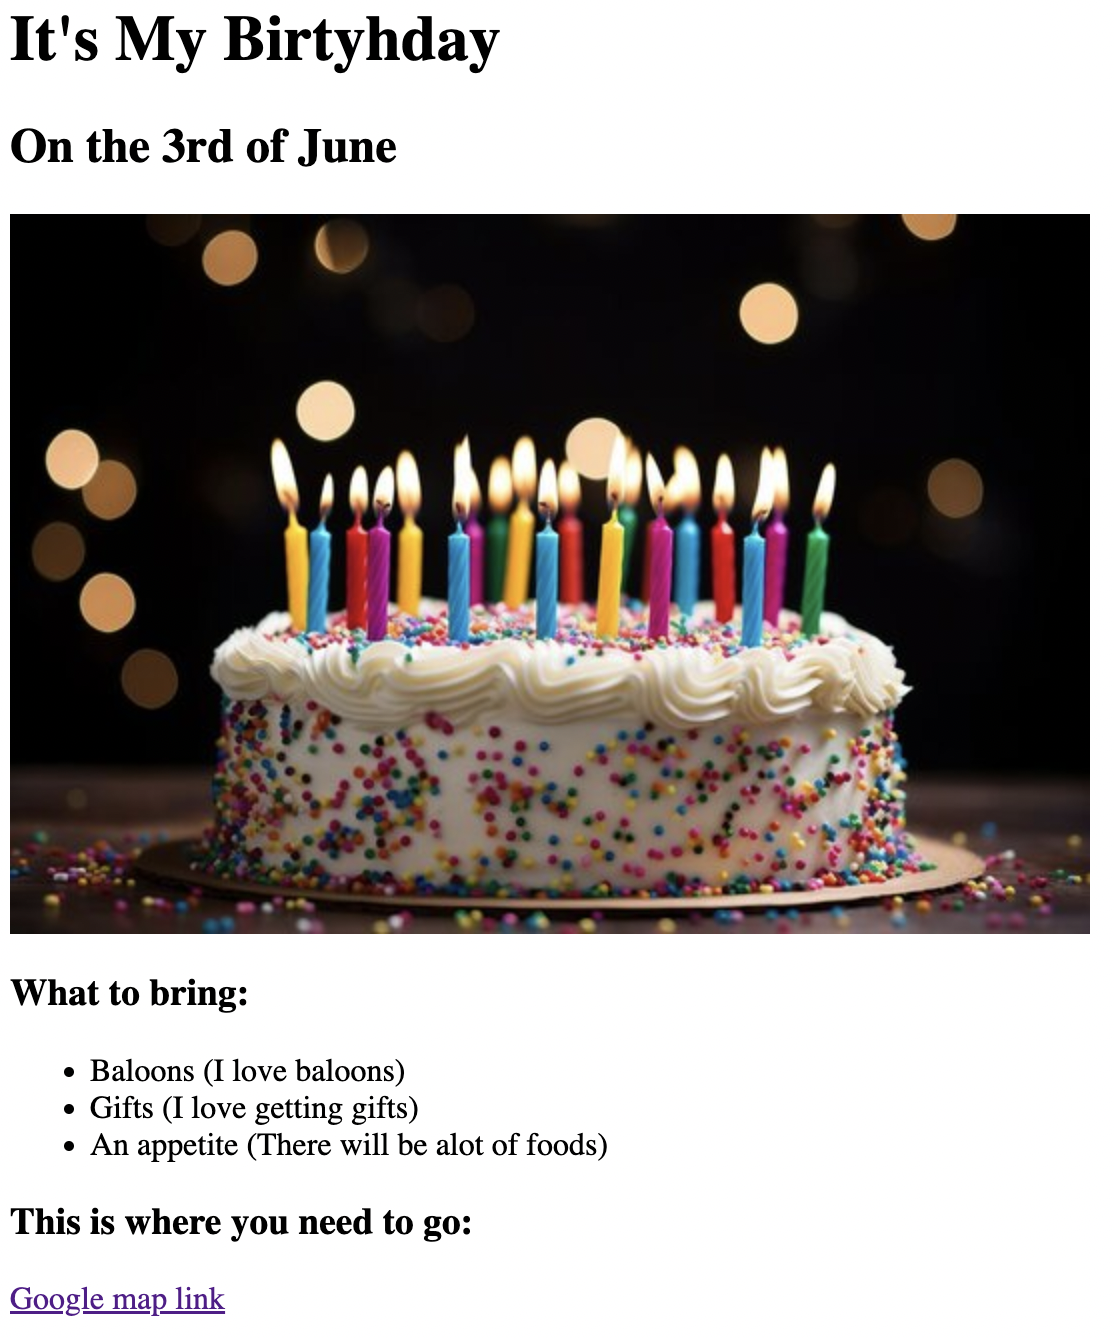 It's My Birtyhday
On the 3rd of June
What to bring:
Baloons (I love baloons)
Gifts (I love getting gifts)
An appetite (There will be alot of foods)
This is where you need to go:
Google map link